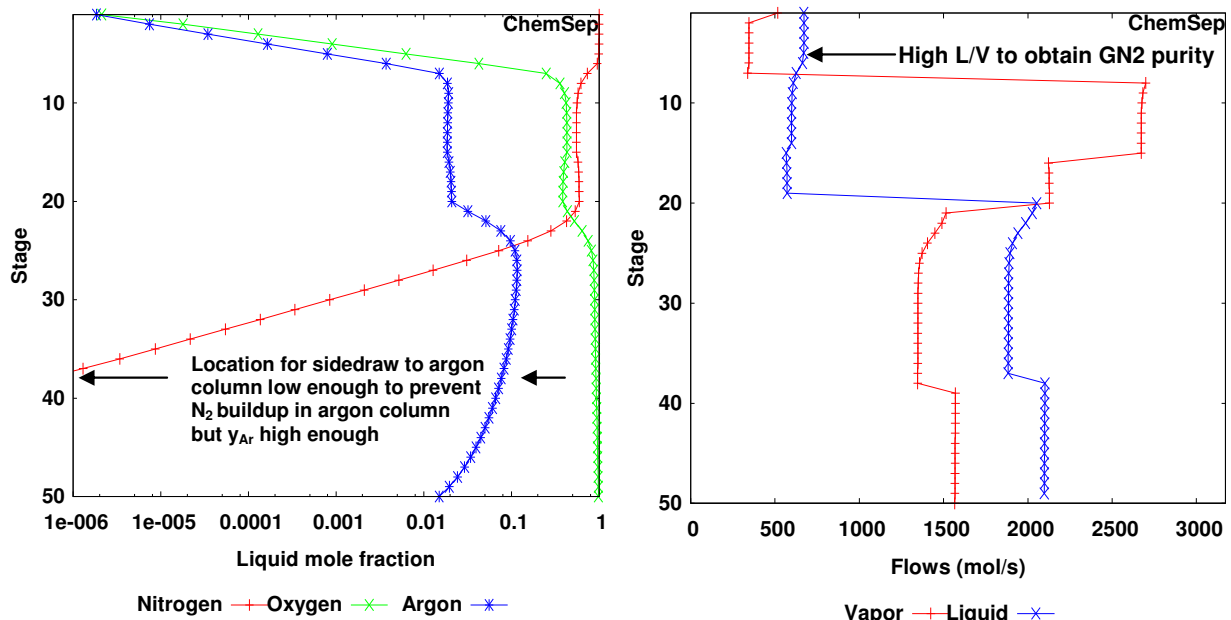 ChemSep
10
20
30
40
50
Stage
Location for sidedraw to argon
column low enough to prevent
N₂ buildup in argon column
but yAr high enough
1e-006 1e-005 0.0001 0.001 0.01 0.1 1
Liquid mole fraction
Nitrogen Oxygen Argon
ChemSep
High L/V to obtain GN2 purity
10
20
30
40
50
Stage
0 500 1000 1500 2000 2500 3000
Flows (mol/s)
Vapor Liquid